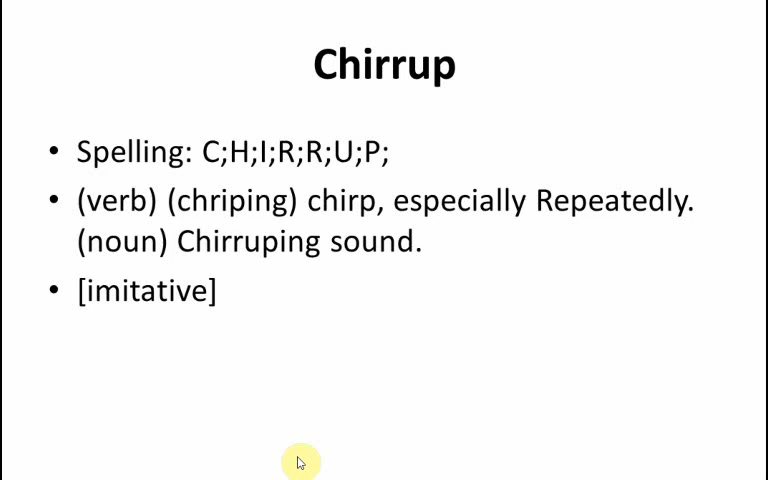 Chirrup
• Spelling: C;H;I;R;R;U;P;
• (verb) (chriping) chirp, especially Repeatedly.
(noun) Chirruping sound.
• [imitative]